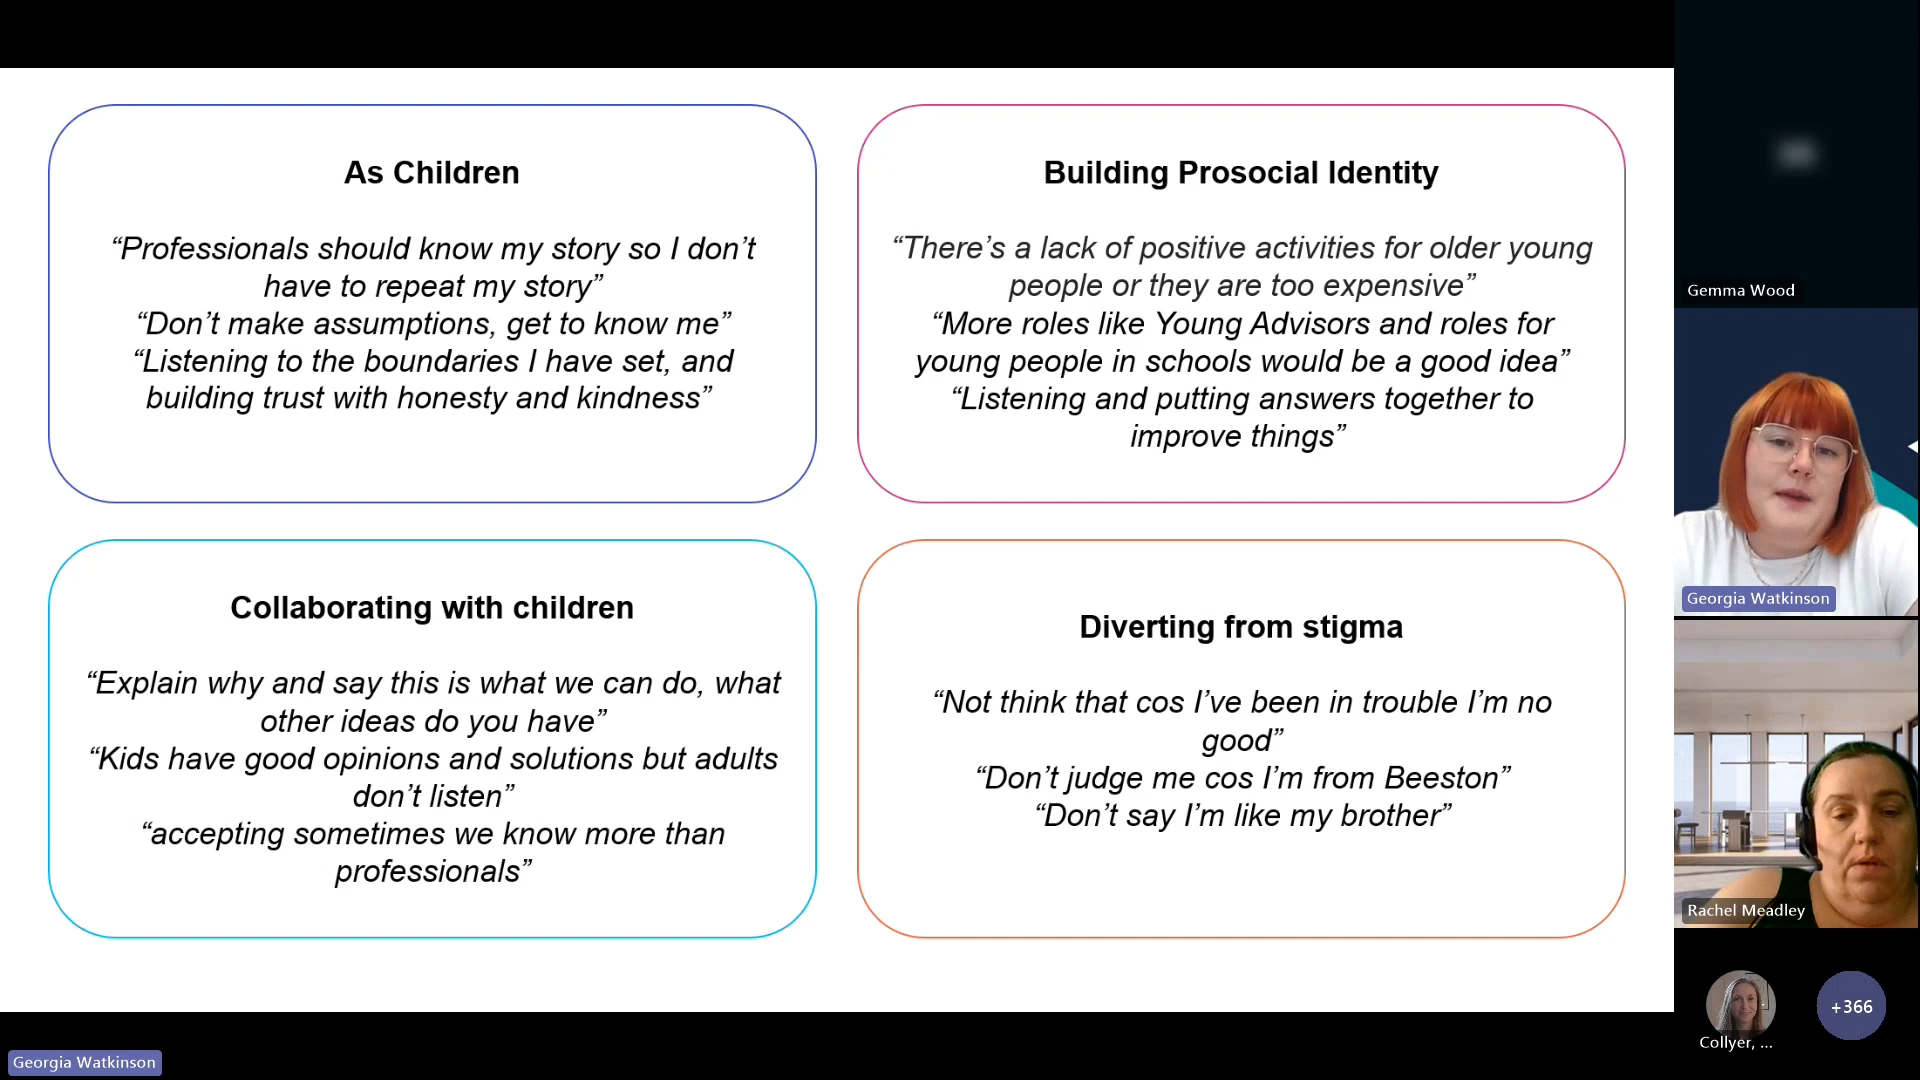 As Children
“Professionals should know my story so I don’t
have to repeat my story”
“Don’t make assumptions, get to know me”
“Listening to the boundaries I have set, and
building trust with honesty and kindness”
Building Prosocial Identity
“There’s a lack of positive activities for older young
people or they are too expensive”
“More roles like Young Advisors and roles for
young people in schools would be a good idea”
“Listening and putting answers together to
improve things”
Collaborating with children
“Explain why and say this is what we can do, what
other ideas do you have”
“Kids have good opinions and solutions but adults
don’t listen”
“accepting sometimes we know more than
professionals”
Diverting from stigma
“Not think that cos I’ve been in trouble I’m no
good”
“Don’t judge me cos I’m from Beeston”
“Don’t say I’m like my brother”
Gemma Wood
Georgia Watkinson
Rachel Meadley
Collyer, ...
+366
Georgia Watkinson